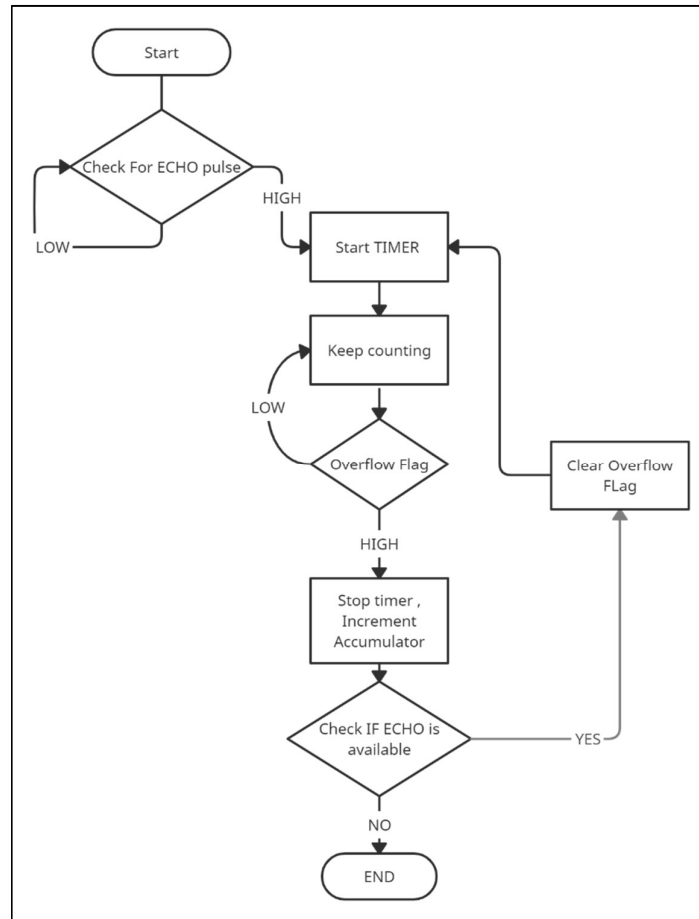 Start
Check For ECHO pulse
HIGH
LOW
Start TIMER
Keep counting
LOW
Overflow Flag
Clear Overflow
FLag
HIGH
Stop timer ,
Increment
Accumulator
Check IF ECHO is
available
YES
NO
END